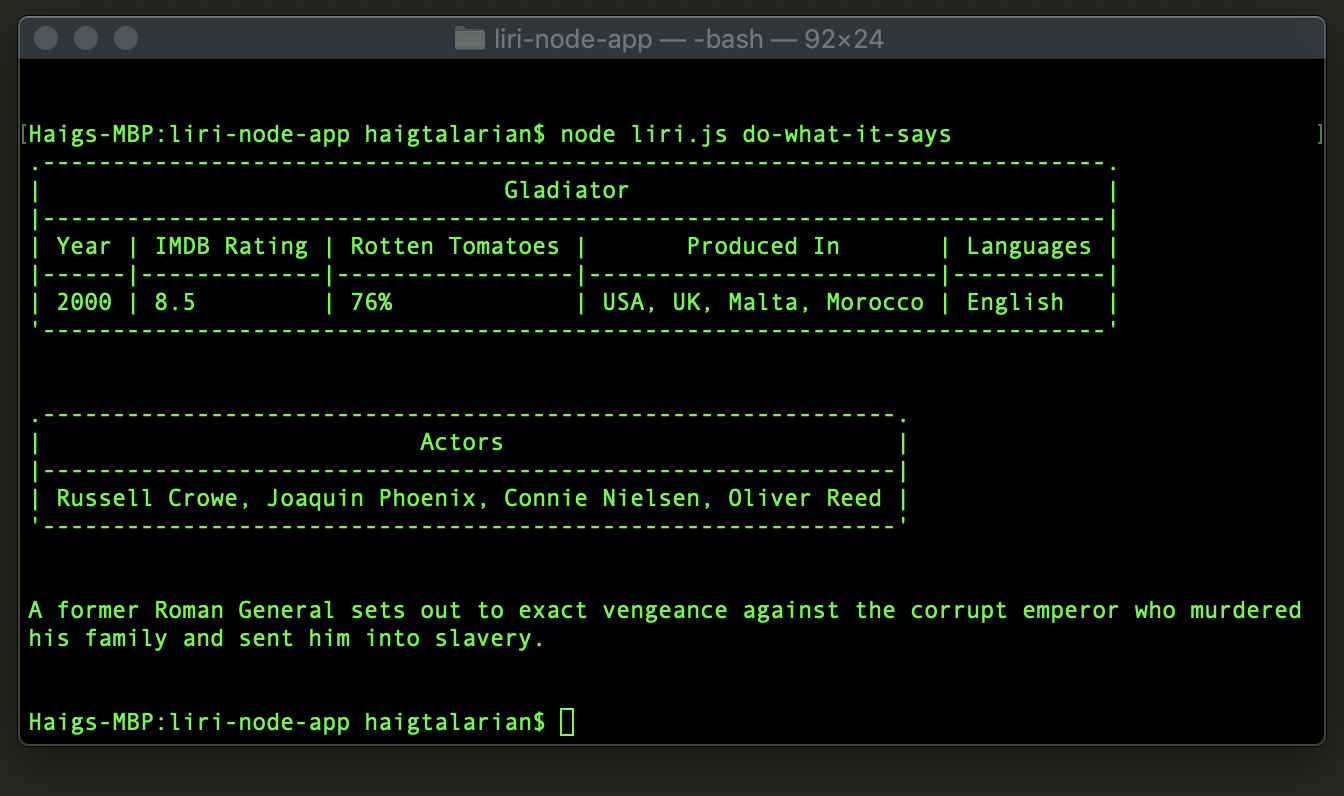 liri-node-app — -bash — 92×24
[Haigs-MBP:liri-node-app haigtalarian$ node liri.js do-what-it-says ]
.----------------------------------------------------------------------------.
|                                 Gladiator                                  |
|----------------------------------------------------------------------------|
| Year | IMDB Rating | Rotten Tomatoes |       Produced In       | Languages |
|------|-------------|-----------------|-------------------------|-----------|
| 2000 | 8.5         | 76%             | USA, UK, Malta, Morocco | English   |
'----------------------------------------------------------------------------'
.-------------------------------------------------------------.
|                           Actors                            |
|-------------------------------------------------------------|
| Russell Crowe, Joaquin Phoenix, Connie Nielsen, Oliver Reed |
'-------------------------------------------------------------'
A former Roman General sets out to exact vengeance against the corrupt emperor who murdered
his family and sent him into slavery.
Haigs-MBP:liri-node-app haigtalarian$